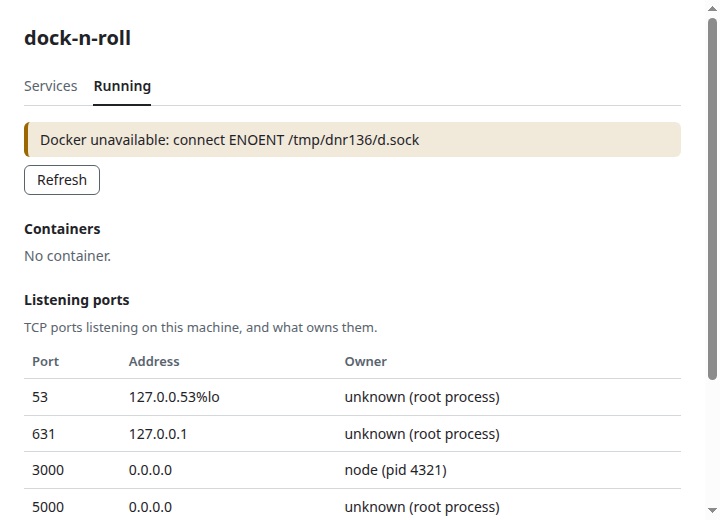 dock-n-roll
Services Running
Docker unavailable: connect ENOENT /tmp/dnr136/d.sock
Refresh
Containers
No container.
Listening ports
TCP ports listening on this machine, and what owns them.
Port Address Owner
53 127.0.0.53%lo unknown (root process)
631 127.0.0.1 unknown (root process)
3000 0.0.0.0 node (pid 4321)
5000 0.0.0.0 unknown (root process)